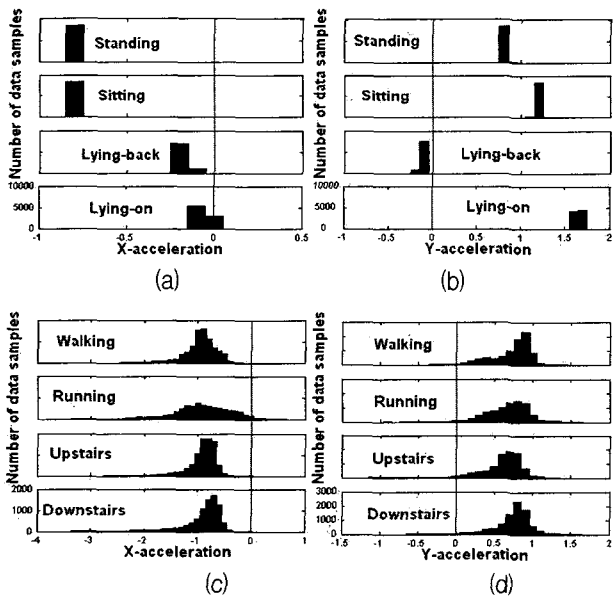 Number of data samples
Standing
Sitting
Lying-back
Lying-on
10000
5000
0
-1 -0.5 0 0.5
X-acceleration
(a)
Number of data samples
Standing
Sitting
Lying-back
Lying-on
10000
5000
0
-1 -0.5 0 0.5 1 1.5 2
Y-acceleration
(b)
Number of data samples
Walking
Running
Upstairs
Downstairs
2000
1000
0
-4 -3 -2 -1 0 1
X-acceleration
(c)
Number of data samples
Walking
Running
Upstairs
Downstairs
3000
2000
1000
0
-1.5 -1 -0.5 0 0.5 1 1.5 2
Y-acceleration
(d)